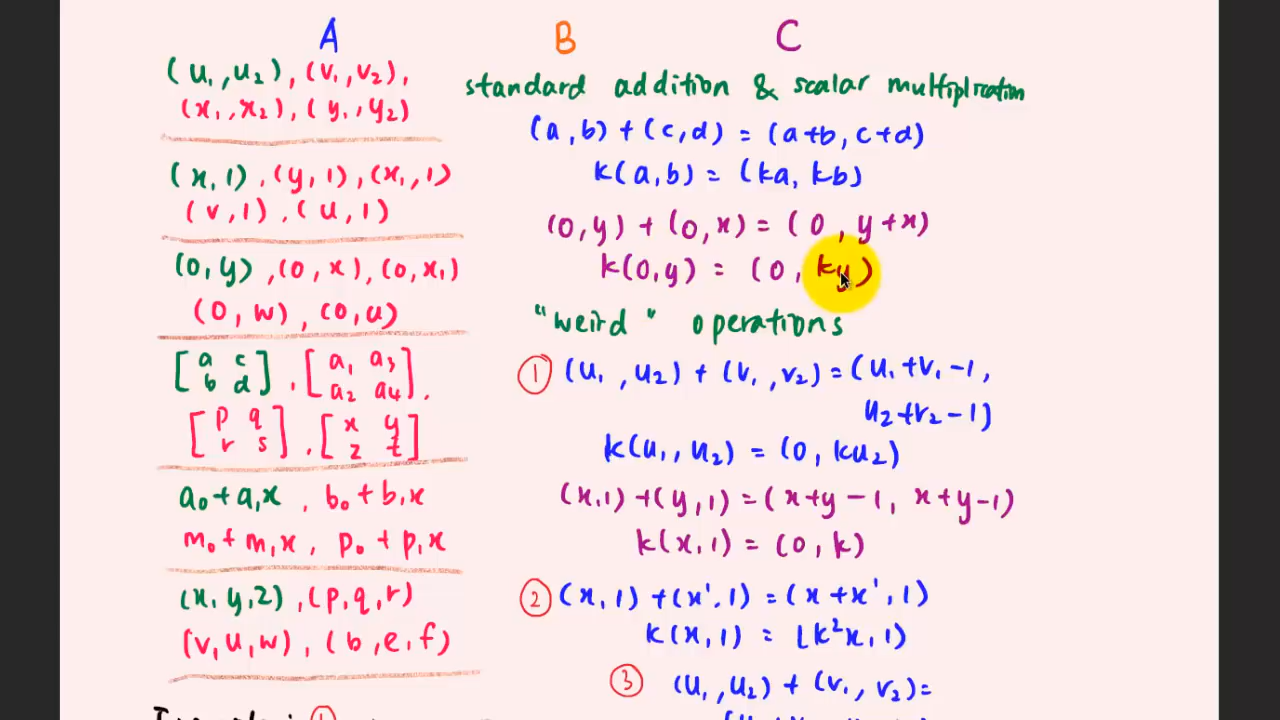 A B C
(u₁, u₂), (v₁, v₂),
(x₁, x₂), (y₁, y₂)
(x, 1), (y, 1), (x₁, 1)
(v, 1), (u, 1)
(0, y), (0, x), (0, x₁)
(0, w), (0, u)
[a c
b d], [a₁ a₃
a₂ a₄],
[p q
r s], [x y
z t]
a₀ + a₁x, b₀ + b₁x
m₀ + m₁x, p₀ + p₁x
(x, y, z), (p, q, r)
(v, u, w), (b, e, f)
standard addition & scalar multiplication
(a, b) + (c, d) = (a+b, c+d)
k(a, b) = (ka, kb)
(0, y) + (0, x) = (0, y+x)
k(0, y) = (0, ky)
"weird" operations
① (u₁, u₂) + (v₁, v₂) = (u₁+v₁-1,
u₂+v₂-1)
k(u₁, u₂) = (0, ku₂)
(x, 1) + (y, 1) = (x+y-1, x+y-1)
k(x, 1) = (0, k)
② (x, 1) + (x', 1) = (x+x', 1)
k(x, 1) = (k²x, 1)
③ (u₁, u₂) + (v₁, v₂) =